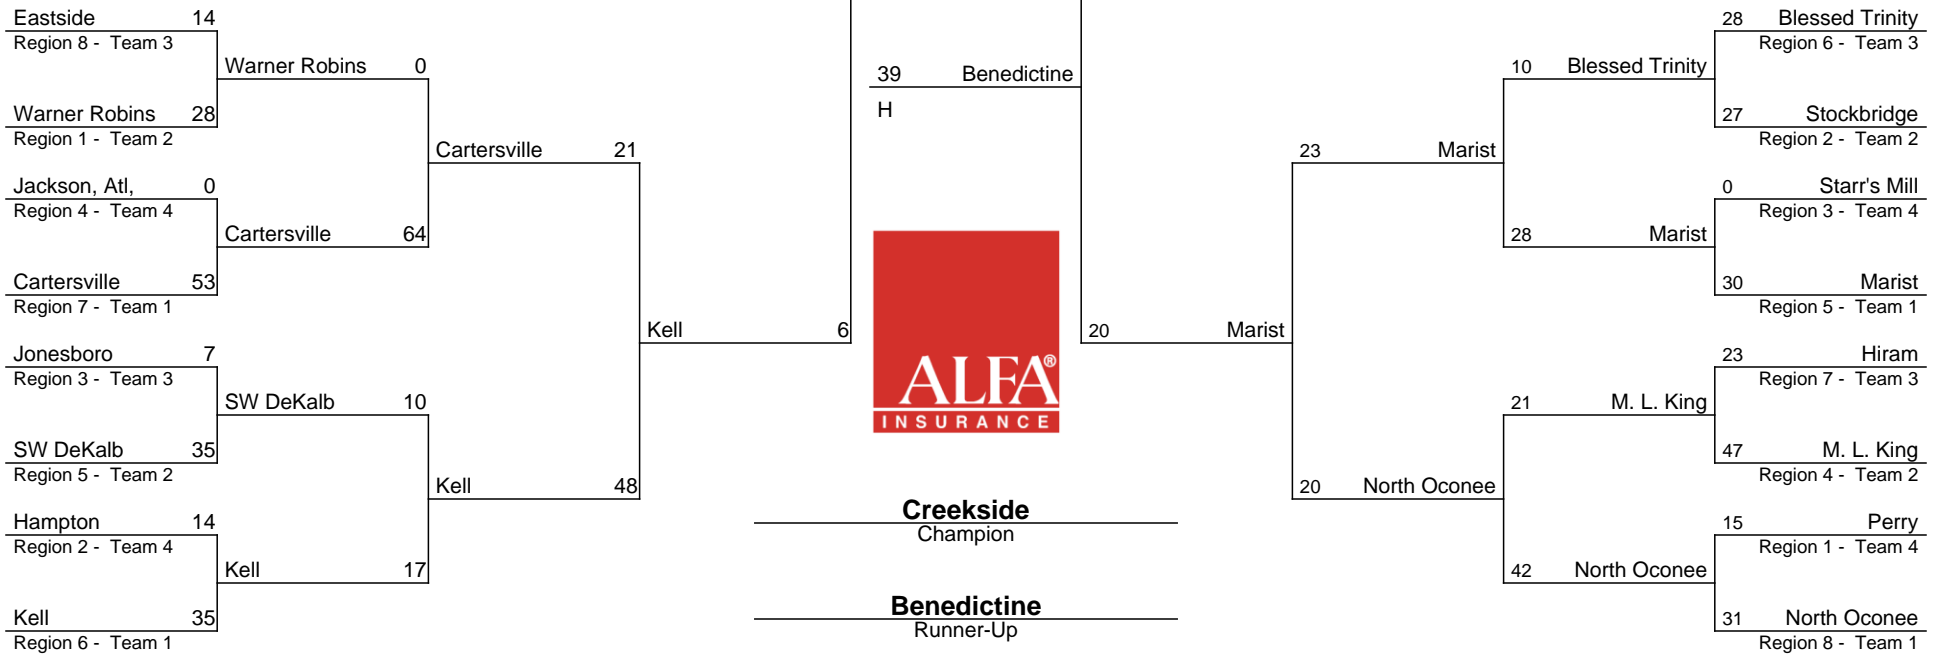 Eastside 14
Region 8 - Team 3
Warner Robins 0
Warner Robins 28
Region 1 - Team 2
Cartersville 21
Jackson, Atl, 0
Region 4 - Team 4
Cartersville 64
Cartersville 53
Region 7 - Team 1
Kell 6
Jonesboro 7
Region 3 - Team 3
SW DeKalb 10
SW DeKalb 35
Region 5 - Team 2
Kell 48
Hampton 14
Region 2 - Team 4
Kell 17
Kell 35
Region 6 - Team 1
39 Benedictine
H
ALFA®
INSURANCE
Creekside
Champion
Benedictine
Runner-Up
28 Blessed Trinity
Region 6 - Team 3
10 Blessed Trinity
27 Stockbridge
Region 2 - Team 2
23 Marist
0 Starr's Mill
Region 3 - Team 4
28 Marist
30 Marist
Region 5 - Team 1
20 Marist
23 Hiram
Region 7 - Team 3
21 M. L. King
47 M. L. King
Region 4 - Team 2
20 North Oconee
15 Perry
Region 1 - Team 4
42 North Oconee
31 North Oconee
Region 8 - Team 1